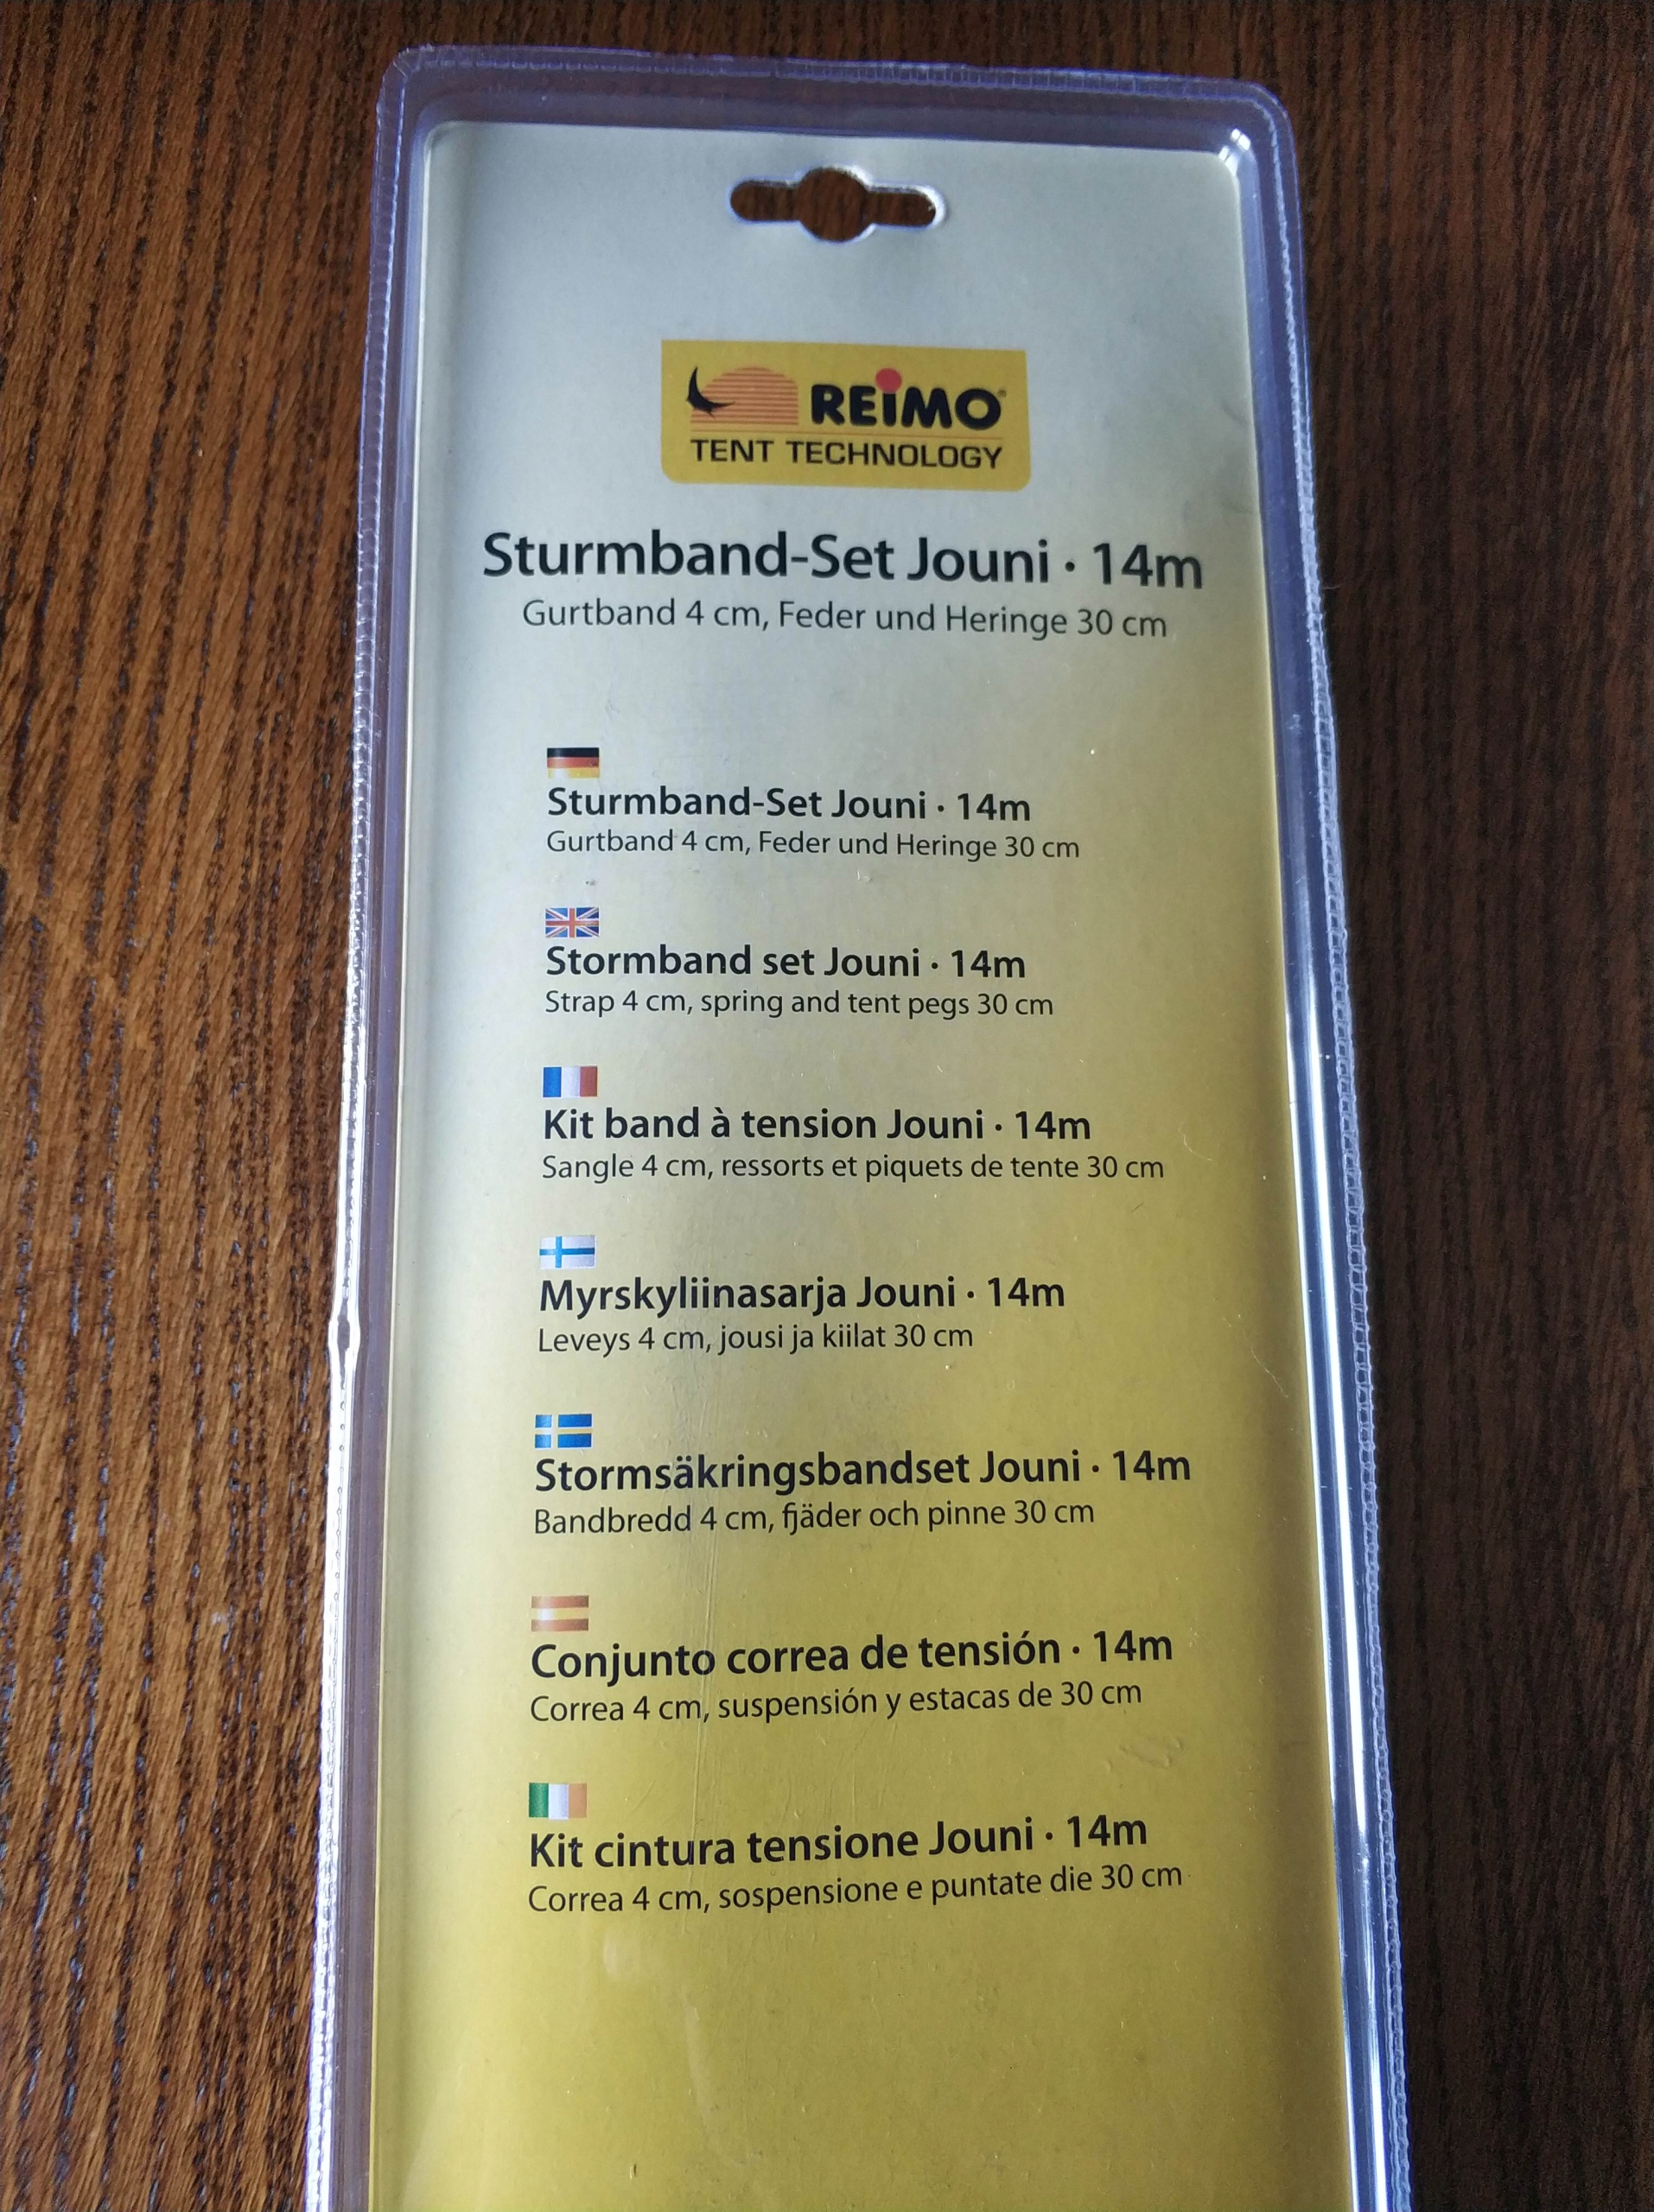 REIMO®
TENT TECHNOLOGY
Sturmband-Set Jouni · 14m
Gurtband 4 cm, Feder und Heringe 30 cm
Sturmband-Set Jouni · 14m
Gurtband 4 cm, Feder und Heringe 30 cm
Stormband set Jouni · 14m
Strap 4 cm, spring and tent pegs 30 cm
Kit band à tension Jouni · 14m
Sangle 4 cm, ressorts et piquets de tente 30 cm
Myrskyliinasarja Jouni · 14m
Leveys 4 cm, jousi ja kiilat 30 cm
Stormsäkringsbandset Jouni · 14m
Bandbredd 4 cm, fjäder och pinne 30 cm
Conjunto correa de tensión · 14m
Correa 4 cm, suspensión y estacas de 30 cm
Kit cintura tensione Jouni · 14m
Correa 4 cm, sospensione e puntate die 30 cm